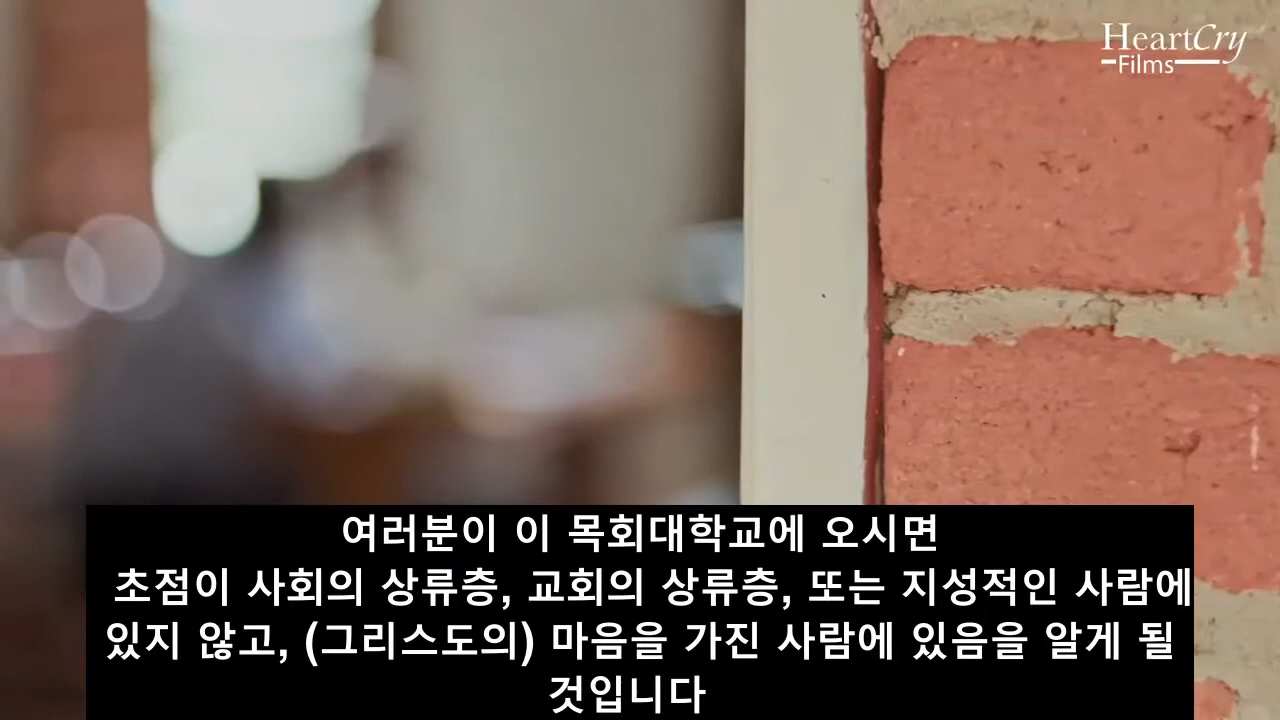 HeartCry
Films
여러분이 이 목회대학교에 오시면
초점이 사회의 상류층, 교회의 상류층, 또는 지성적인 사람에
있지 않고, (그리스도의) 마음을 가진 사람에 있음을 알게 될
것입니다